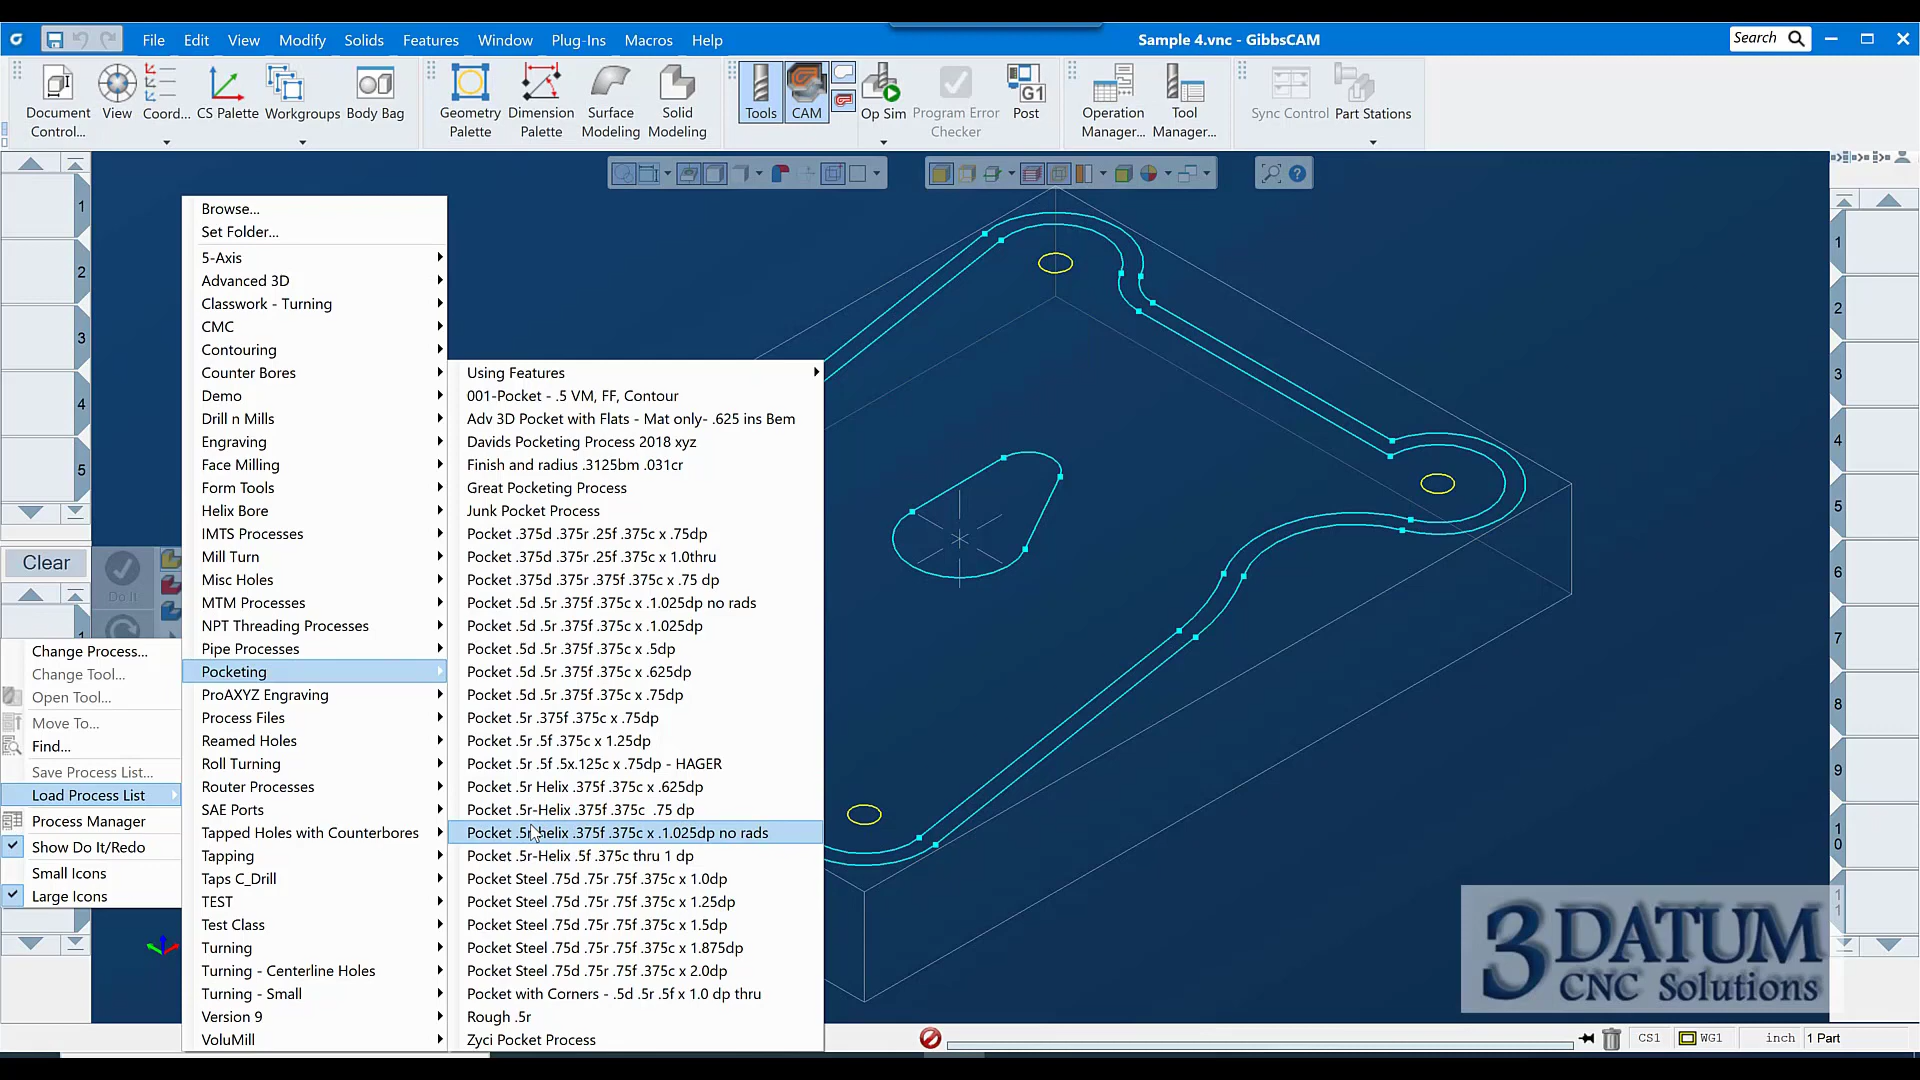 File Edit View Modify Solids Features Window Plug-Ins Macros Help
Sample 4.vnc - GibbsCAM
Search
Document Control...
View
Coord...
CS Palette
Workgroups
Body Bag
Geometry Palette
Dimension Palette
Surface Modeling
Solid Modeling
Tools
CAM
Op Sim
Program Error Checker
G1
Post
Operation Manager...
Tool Manager...
Sync Control
Part Stations
1
2
3
4
5
Clear
Do It
1
Change Process...
Change Tool...
Open Tool...
Move To...
Find...
Save Process List...
Load Process List
Process Manager
Show Do It/Redo
Small Icons
Large Icons
Browse...
Set Folder...
5-Axis
Advanced 3D
Classwork - Turning
CMC
Contouring
Counter Bores
Demo
Drill n Mills
Engraving
Face Milling
Form Tools
Helix Bore
IMTS Processes
Mill Turn
Misc Holes
MTM Processes
NPT Threading Processes
Pipe Processes
Pocketing
ProAXYZ Engraving
Process Files
Reamed Holes
Roll Turning
Router Processes
SAE Ports
Tapped Holes with Counterbores
Tapping
Taps C_Drill
TEST
Test Class
Turning
Turning - Centerline Holes
Turning - Small
Version 9
VoluMill
Using Features
001-Pocket - .5 VM, FF, Contour
Adv 3D Pocket with Flats - Mat only- .625 ins Bem
Davids Pocketing Process 2018 xyz
Finish and radius .3125bm .031cr
Great Pocketing Process
Junk Pocket Process
Pocket .375d .375r .25f .375c x .75dp
Pocket .375d .375r .25f .375c x 1.0thru
Pocket .375d .375r .375f .375c x .75 dp
Pocket .5d .5r .375f .375c x .1.025dp no rads
Pocket .5d .5r .375f .375c x .1.025dp
Pocket .5d .5r .375f .375c x .5dp
Pocket .5d .5r .375f .375c x .625dp
Pocket .5d .5r .375f .375c x .75dp
Pocket .5r .375f .375c x .75dp
Pocket .5r .5f .375c x 1.25dp
Pocket .5r .5f .5x.125c x .75dp - HAGER
Pocket .5r Helix .375f .375c x .625dp
Pocket .5r-Helix .375f .375c .75 dp
Pocket .5r-Helix .375f .375c x .1.025dp no rads
Pocket .5r-Helix .5f .375c thru 1 dp
Pocket Steel .75d .75r .75f .375c x 1.0dp
Pocket Steel .75d .75r .75f .375c x 1.25dp
Pocket Steel .75d .75r .75f .375c x 1.5dp
Pocket Steel .75d .75r .75f .375c x 1.875dp
Pocket Steel .75d .75r .75f .375c x 2.0dp
Pocket with Corners - .5d .5r .5f x 1.0 dp thru
Rough .5r
Zyci Pocket Process
1
2
3
4
5
6
7
8
9
10
11
3DATUM
CNC Solutions
CS1
WG1
inch
1 Part